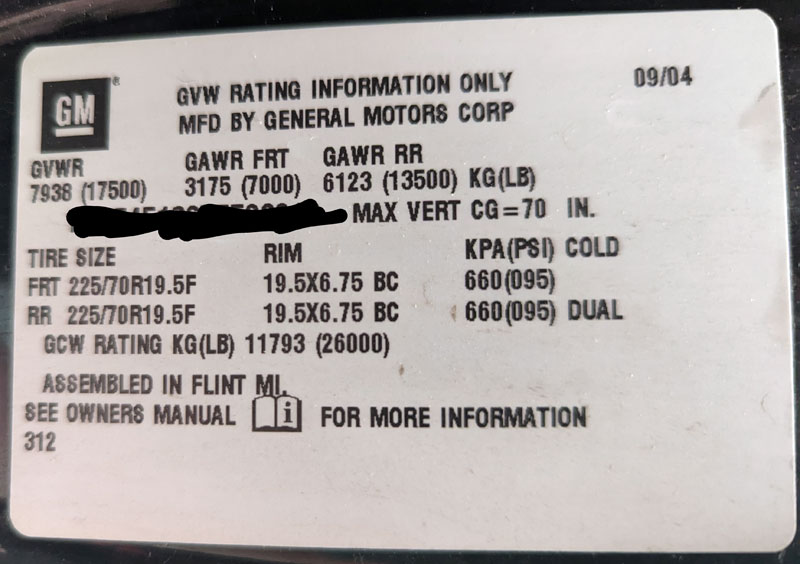 GM®
GVW RATING INFORMATION ONLY 09/04
MFD BY GENERAL MOTORS CORP
GVWR GAWR FRT GAWR RR
7938 (17500) 3175 (7000) 6123 (13500) KG(LB)
MAX VERT CG=70 IN.
TIRE SIZE RIM KPA(PSI) COLD
FRT 225/70R19.5F 19.5X6.75 BC 660(095)
RR 225/70R19.5F 19.5X6.75 BC 660(095) DUAL
GCW RATING KG(LB) 11793 (26000)
ASSEMBLED IN FLINT MI.
SEE OWNERS MANUAL i FOR MORE INFORMATION
312